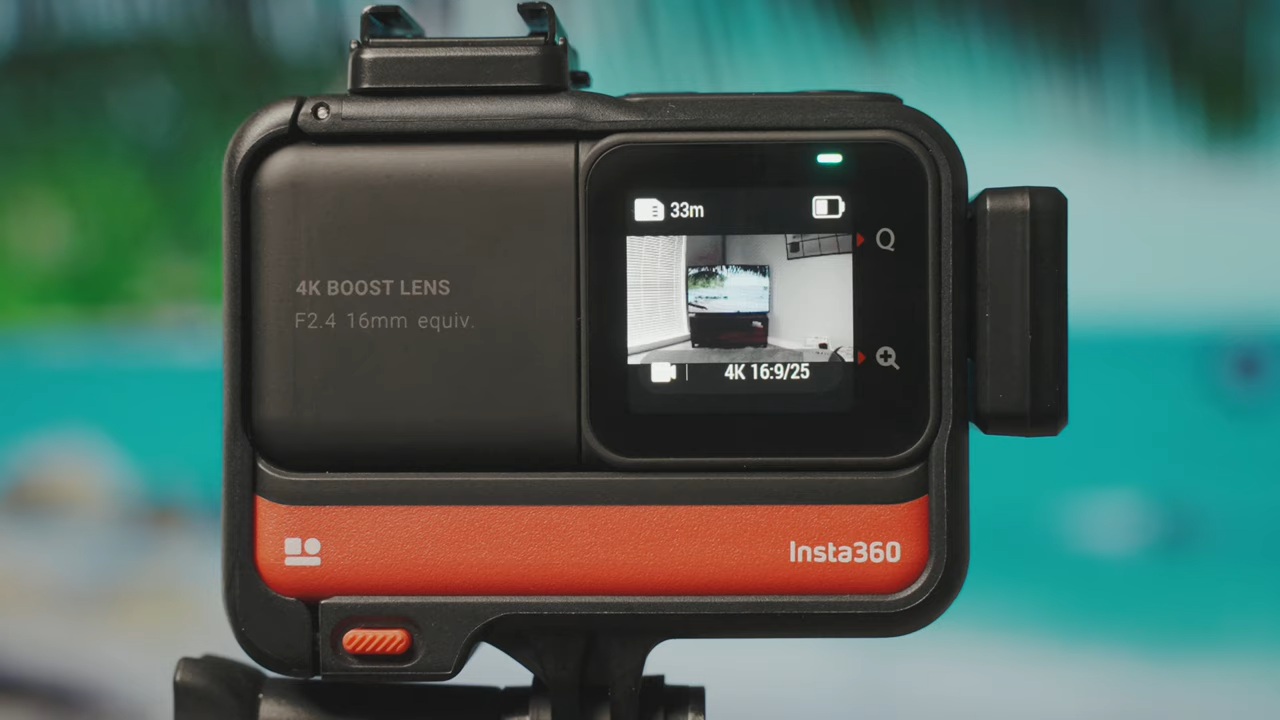 4K BOOST LENS
F2.4 16mm equiv.
33m
Q
4K 16:9/25
Insta360